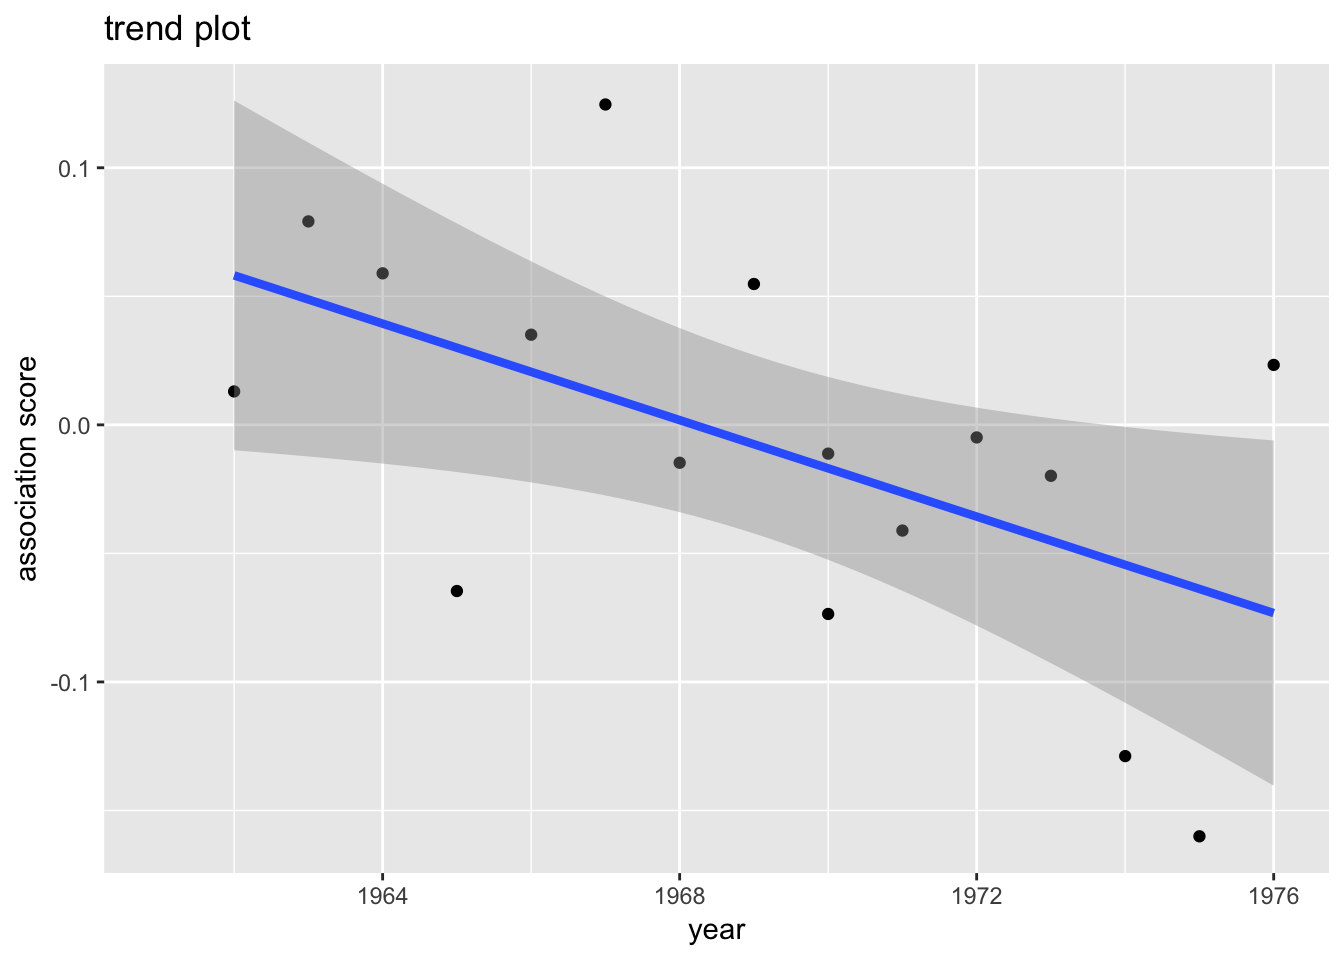 trend plot
association score
0.1
0.0
-0.1
1964 1968 1972 1976
year